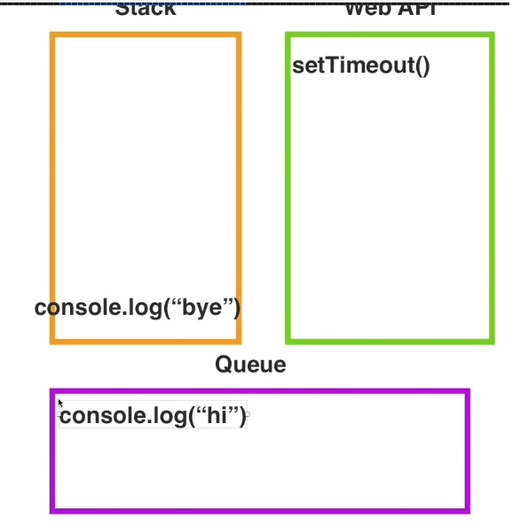 Stack
Web API
setTimeout()
console.log(“bye”)
Queue
console.log(“hi”)